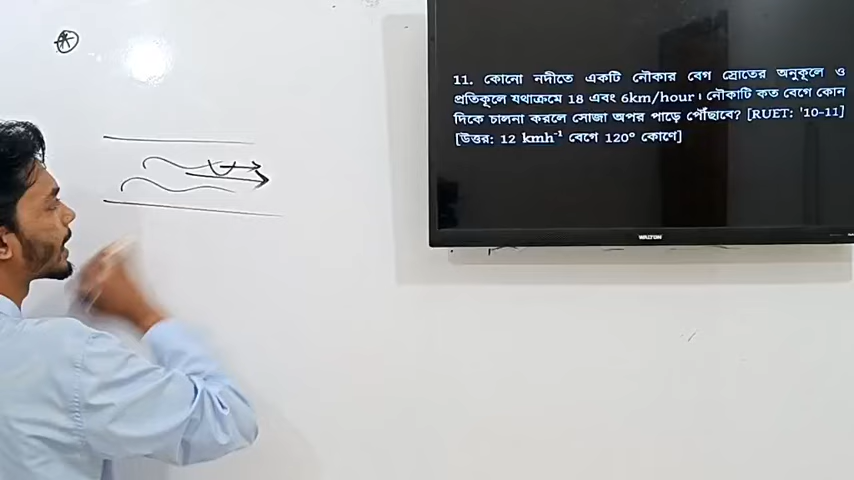 11. কোনো নদীতে একটি নৌকার বেগ স্রোতের অনুকূলে ও
প্রতিকূলে যথাক্রমে 18 এবং 6km/hour। নৌকাটি কত বেগে কোন
দিকে চালনা করলে সোজা অপর পাড়ে পৌঁছাবে? [RUET: '10-11]
[উত্তর: 12 kmh⁻¹ বেগে 120° কোণে]
WALTON